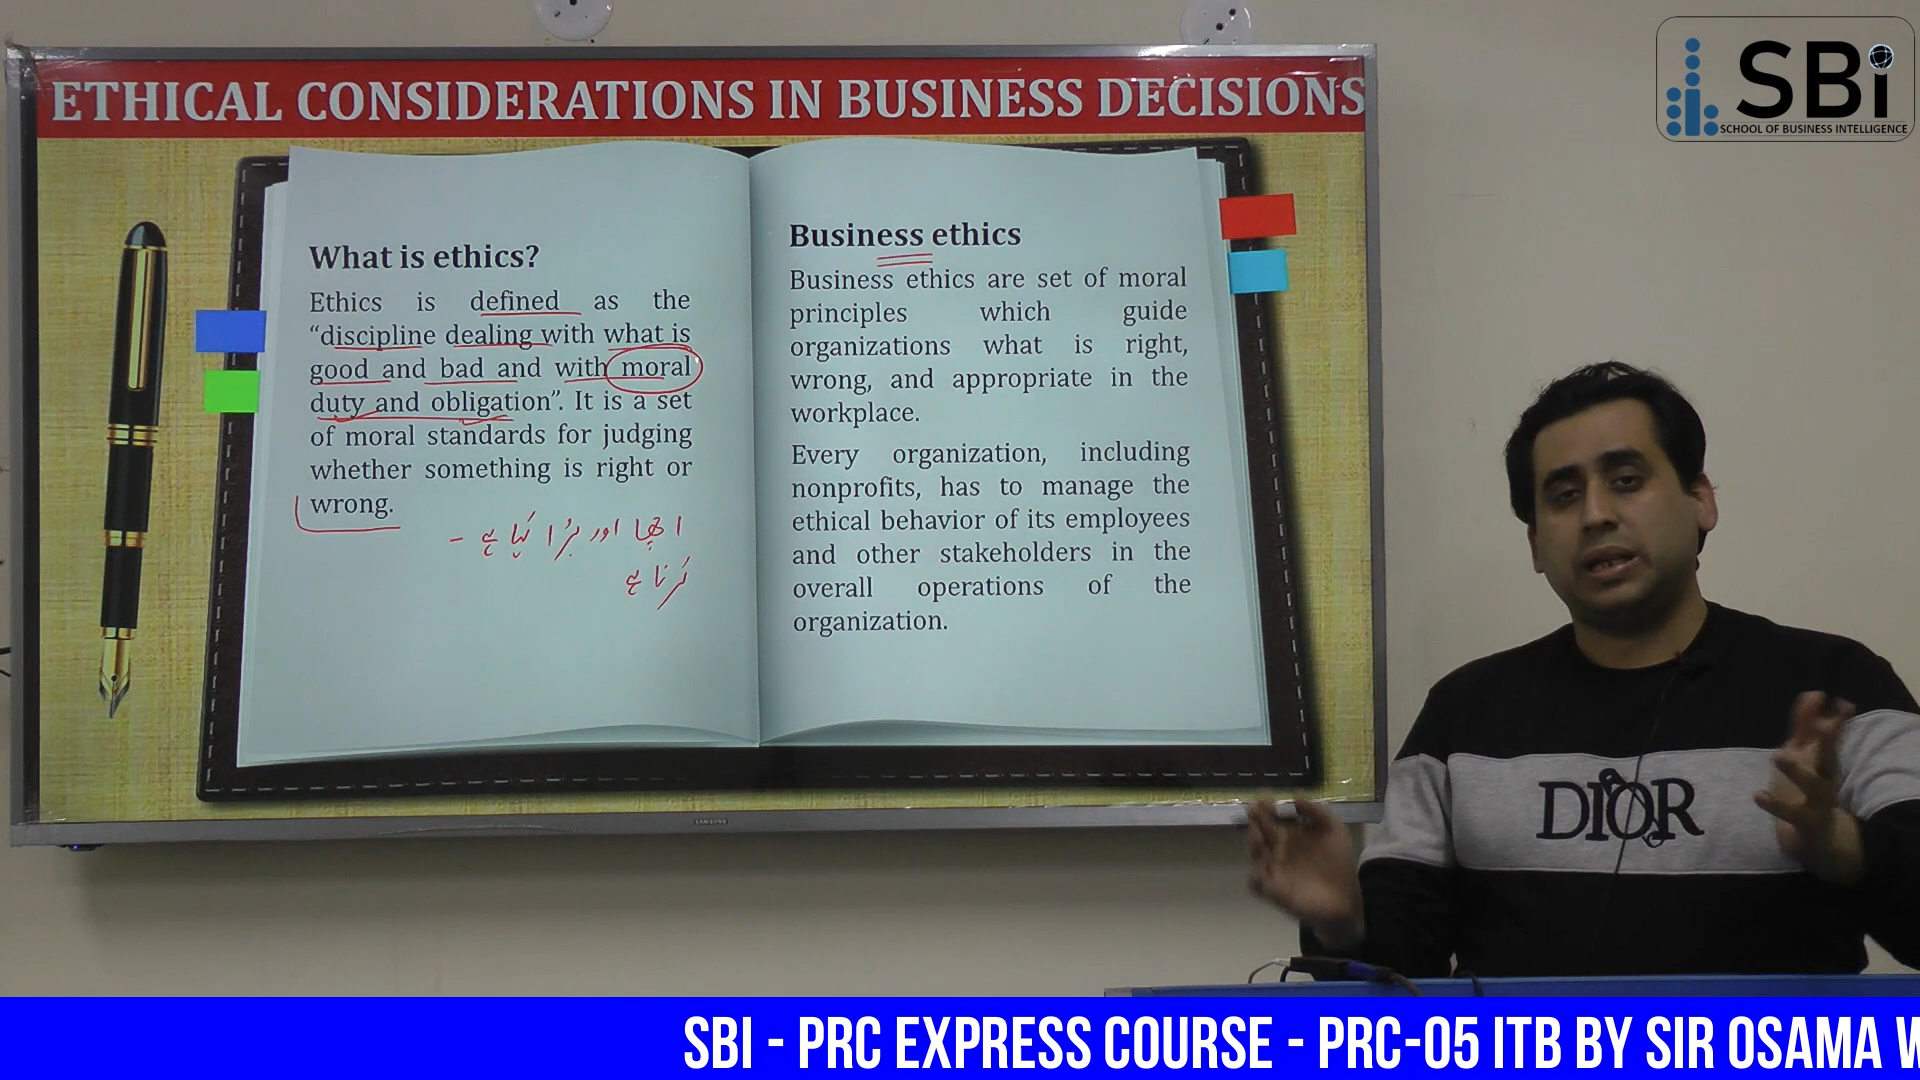 ETHICAL CONSIDERATIONS IN BUSINESS DECISIONS
SBi
SCHOOL OF BUSINESS INTELLIGENCE
What is ethics?
Ethics is defined as the
“discipline dealing with what is
good and bad and with moral
duty and obligation”. It is a set
of moral standards for judging
whether something is right or
wrong.
اچھا اور بُرا کیا ہے -
کرنا ہے
Business ethics
Business ethics are set of moral
principles which guide
organizations what is right,
wrong, and appropriate in the
workplace.
Every organization, including
nonprofits, has to manage the
ethical behavior of its employees
and other stakeholders in the
overall operations of the
organization.
SAMSUNG
DIOR
SBI - PRC EXPRESS COURSE - PRC-05 ITB BY SIR OSAMA W